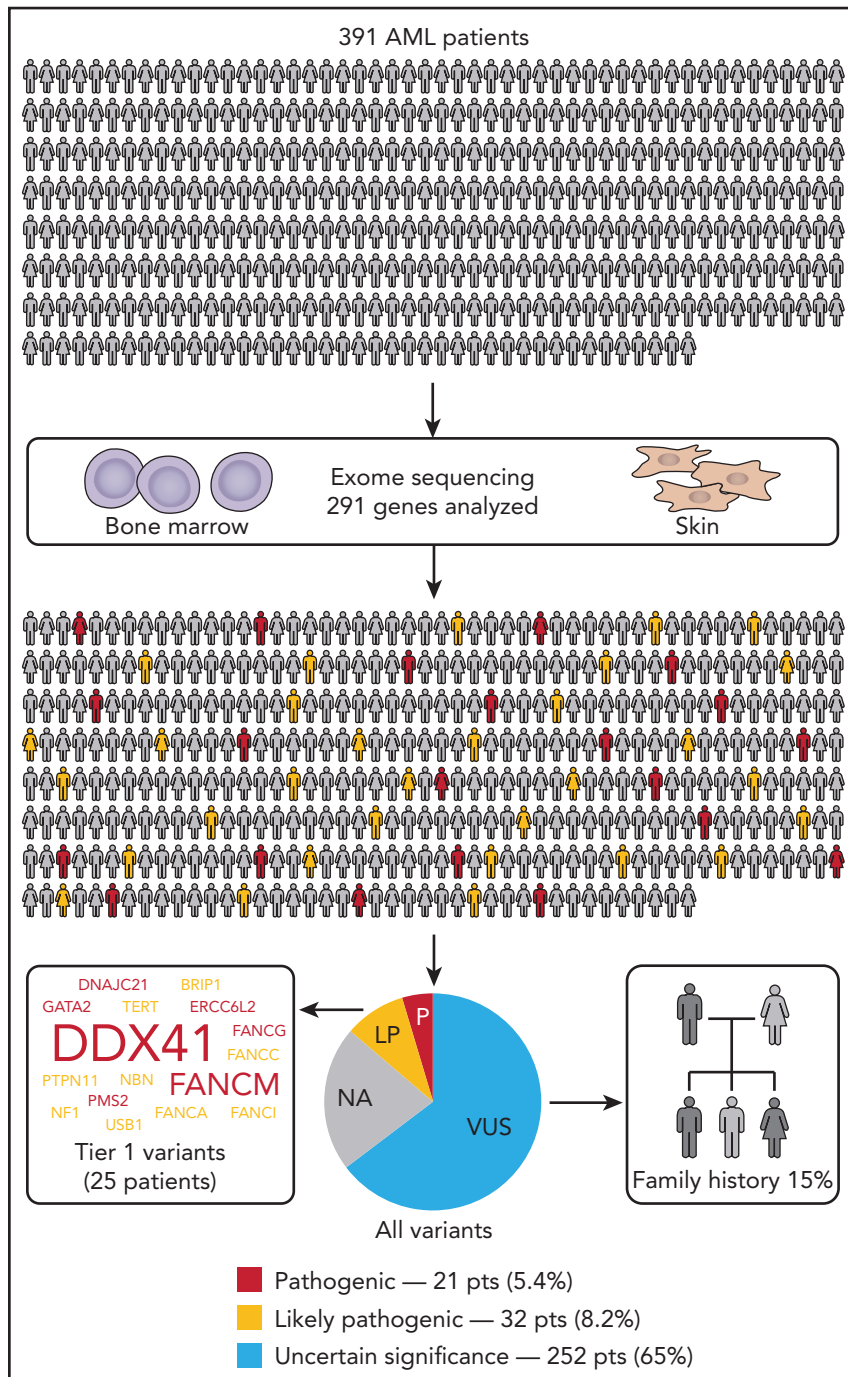 391 AML patients
Bone marrow
Exome sequencing
291 genes analyzed
Skin
DNAJC21 BRIP1
GATA2 TERT ERCC6L2
DDX41 FANCG
FANCC
PTPN11 NBN FANCM
PMS2
NF1 FANCA FANCI
USB1
Tier 1 variants
(25 patients)
P
LP
NA
VUS
All variants
Family history 15%
Pathogenic — 21 pts (5.4%)
Likely pathogenic — 32 pts (8.2%)
Uncertain significance — 252 pts (65%)